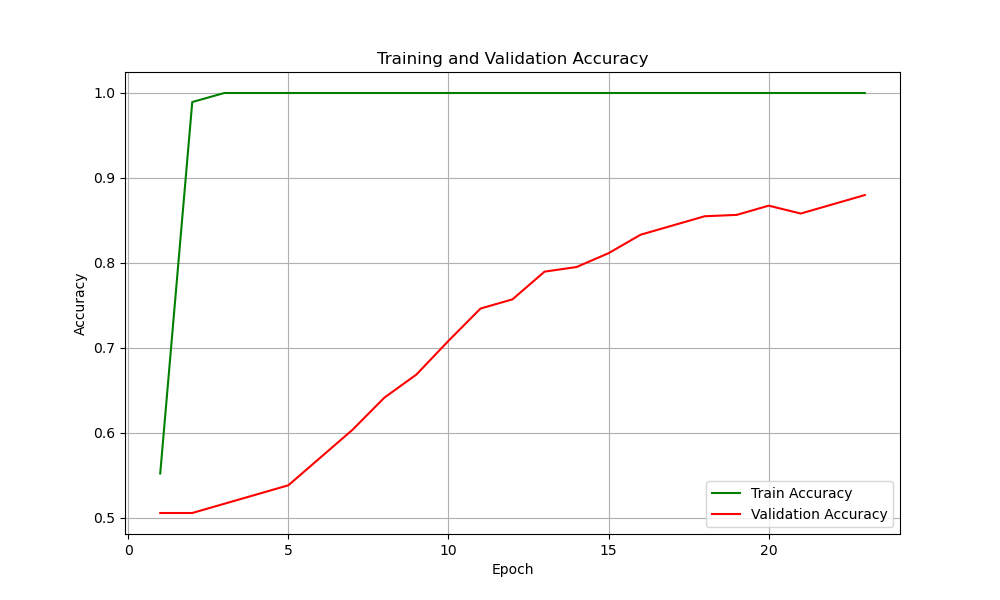 Training and Validation Accuracy
1.0
0.9
0.8
0.7
0.6
0.5
Accuracy
0
5
10
15
20
Epoch
Train Accuracy
Validation Accuracy